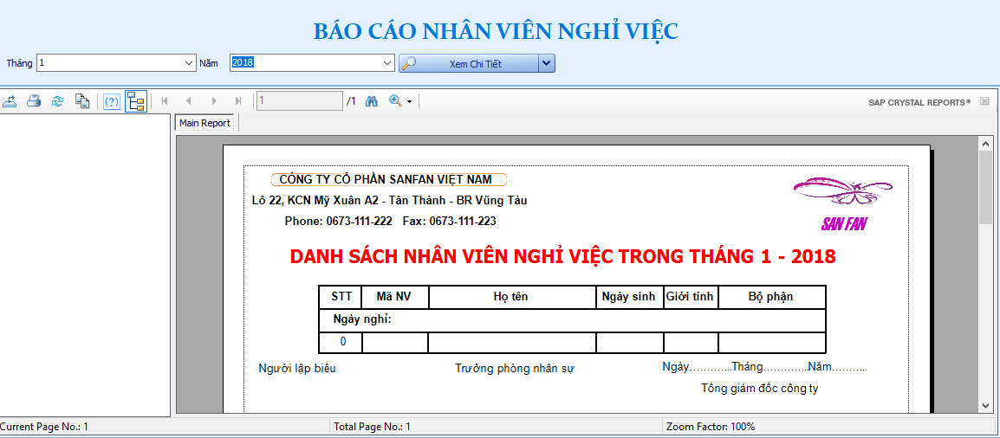 BÁO CÁO NHÂN VIÊN NGHỈ VIỆC
Tháng 1 Năm 2018 Xem Chi Tiết
1 /1 SAP CRYSTAL REPORTS®
Main Report
CÔNG TY CỔ PHẦN SANFAN VIỆT NAM
Lô 22, KCN Mỹ Xuân A2 - Tân Thành - BR Vũng Tàu
Phone: 0673-111-222 Fax: 0673-111-223
SAN FAN
DANH SÁCH NHÂN VIÊN NGHỈ VIỆC TRONG THÁNG 1 - 2018
STT Mã NV Họ tên Ngày sinh Giới tính Bộ phận
Ngày nghỉ:
0
Người lập biểu Trưởng phòng nhân sự Ngày............Tháng.............Năm..........
Tổng giám đốc công ty
Current Page No.: 1 Total Page No.: 1 Zoom Factor: 100%